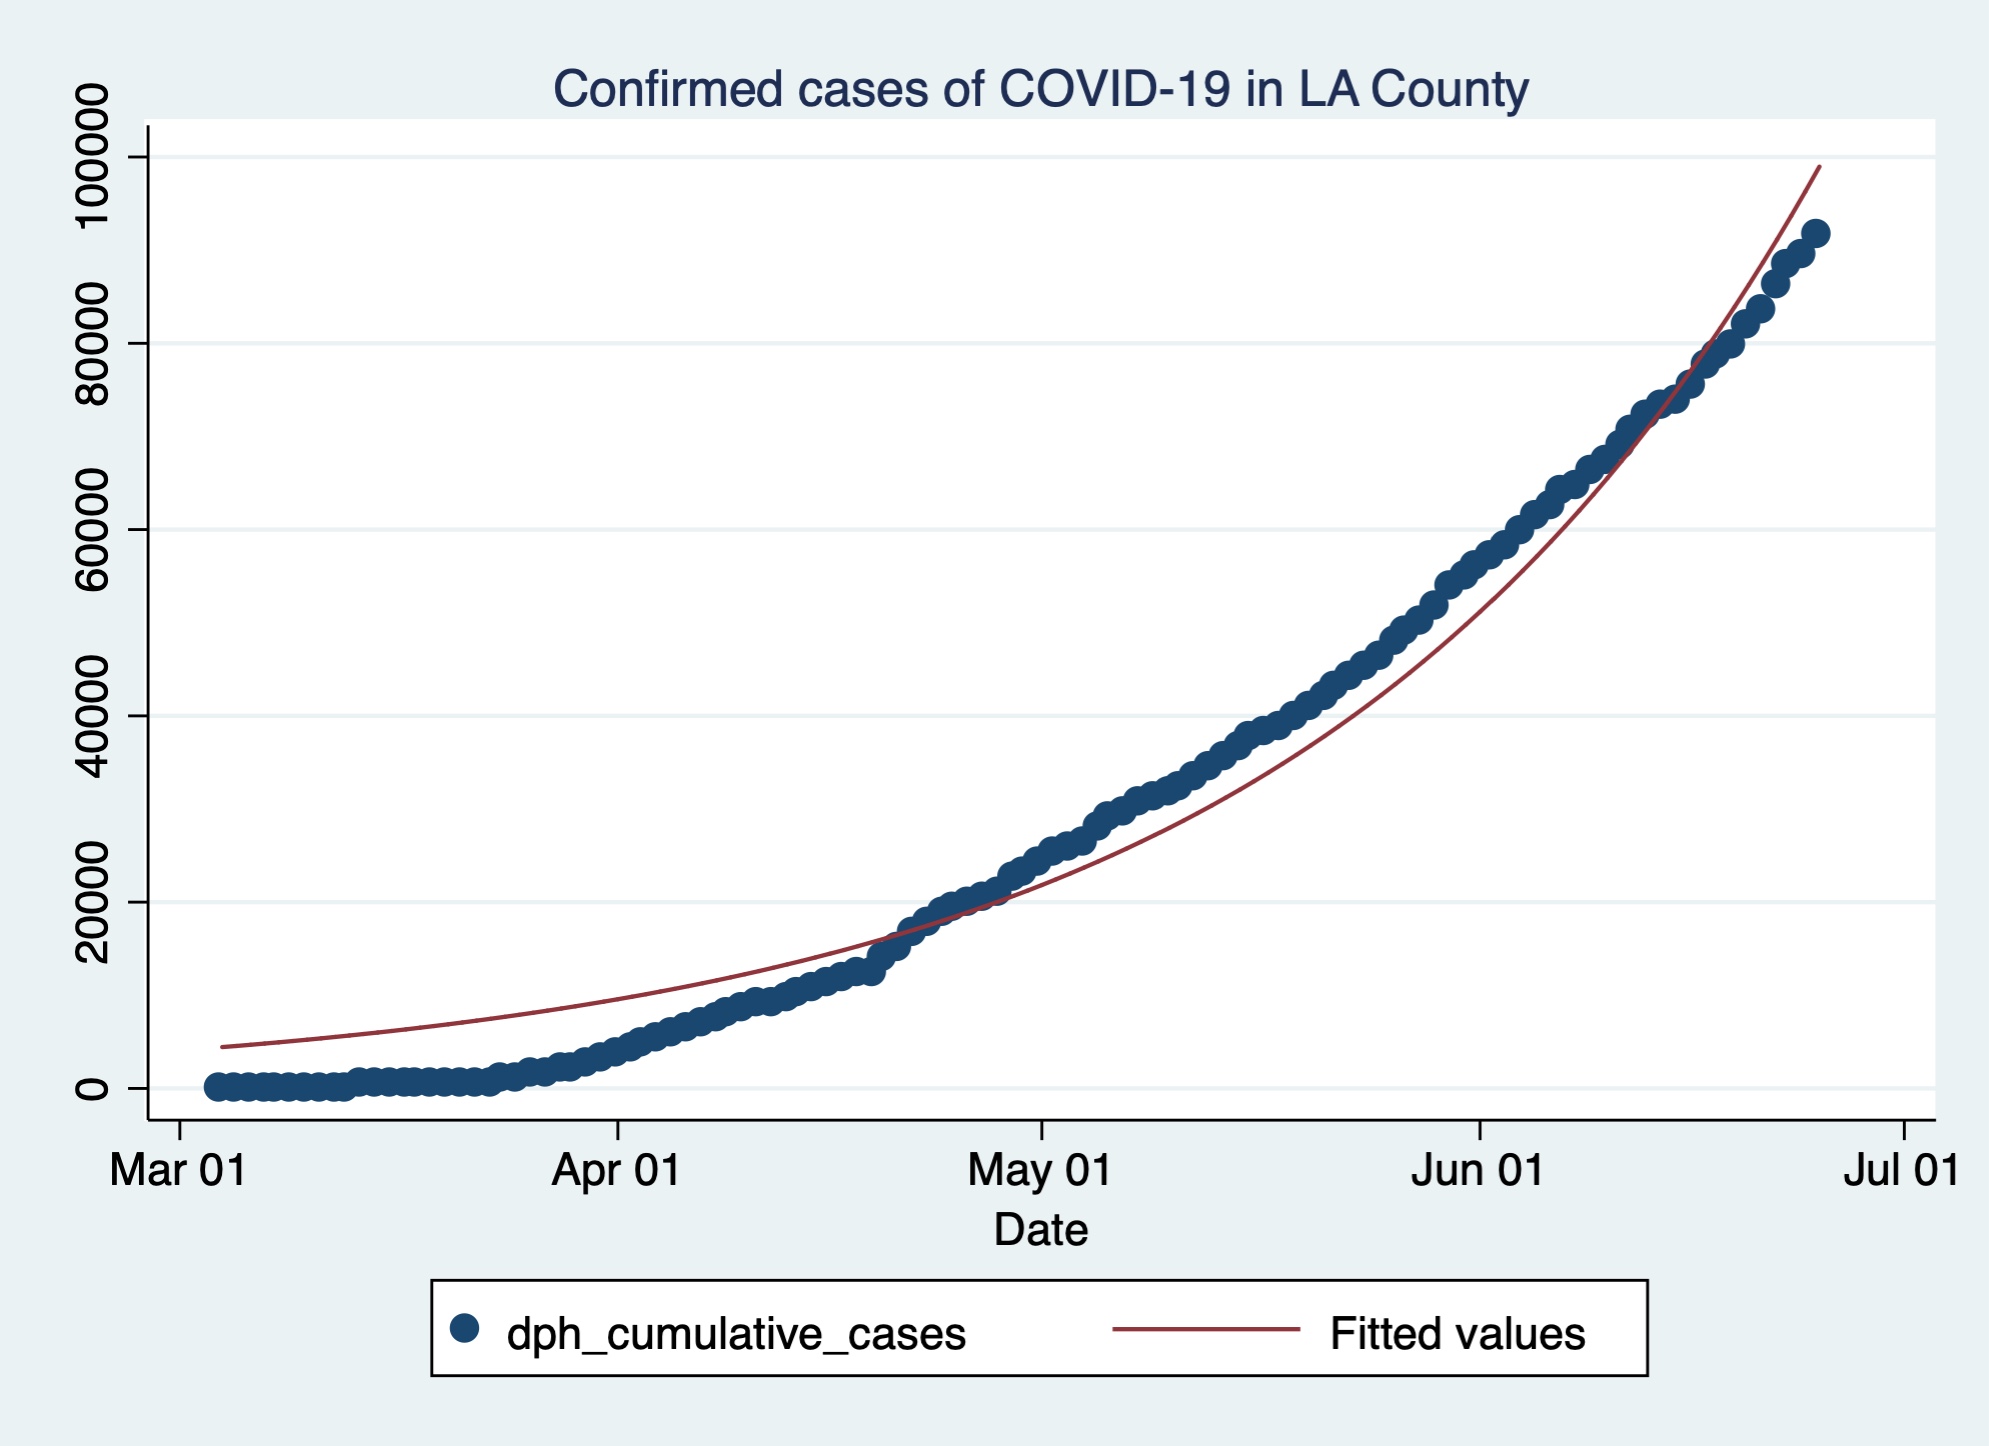 Confirmed cases of COVID-19 in LA County
100000
80000
60000
40000
20000
0
Mar 01 Apr 01 May 01 Jun 01 Jul 01
Date
dph_cumulative_cases Fitted values